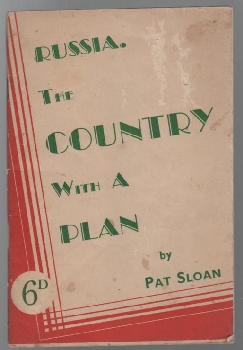 RUSSIA.
THE
COUNTRY
WITH A
PLAN
by
PAT SLOAN
6D